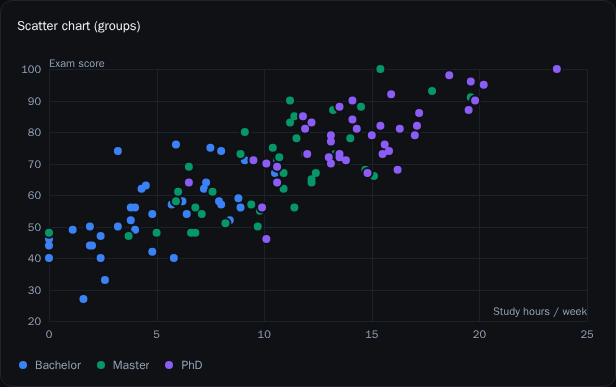 Scatter chart (groups)
Exam score
100
90
80
70
60
50
40
30
20
Study hours / week
0 5 10 15 20 25
Bachelor Master PhD